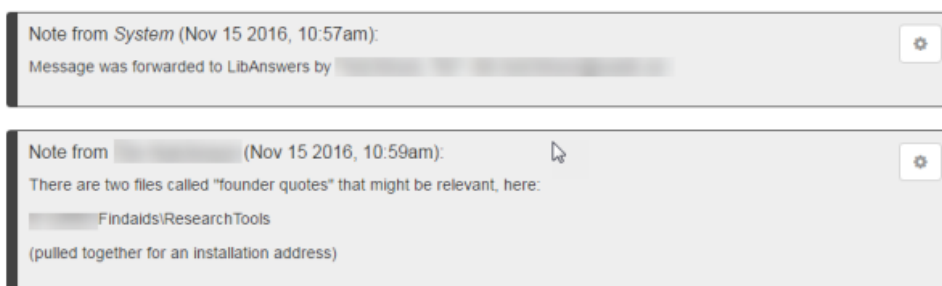 Note from System (Nov 15 2016, 10:57am):
Message was forwarded to LibAnswers by
Note from (Nov 15 2016, 10:59am):
There are two files called "founder quotes" that might be relevant, here:
Findaids\ResearchTools
(pulled together for an installation address)